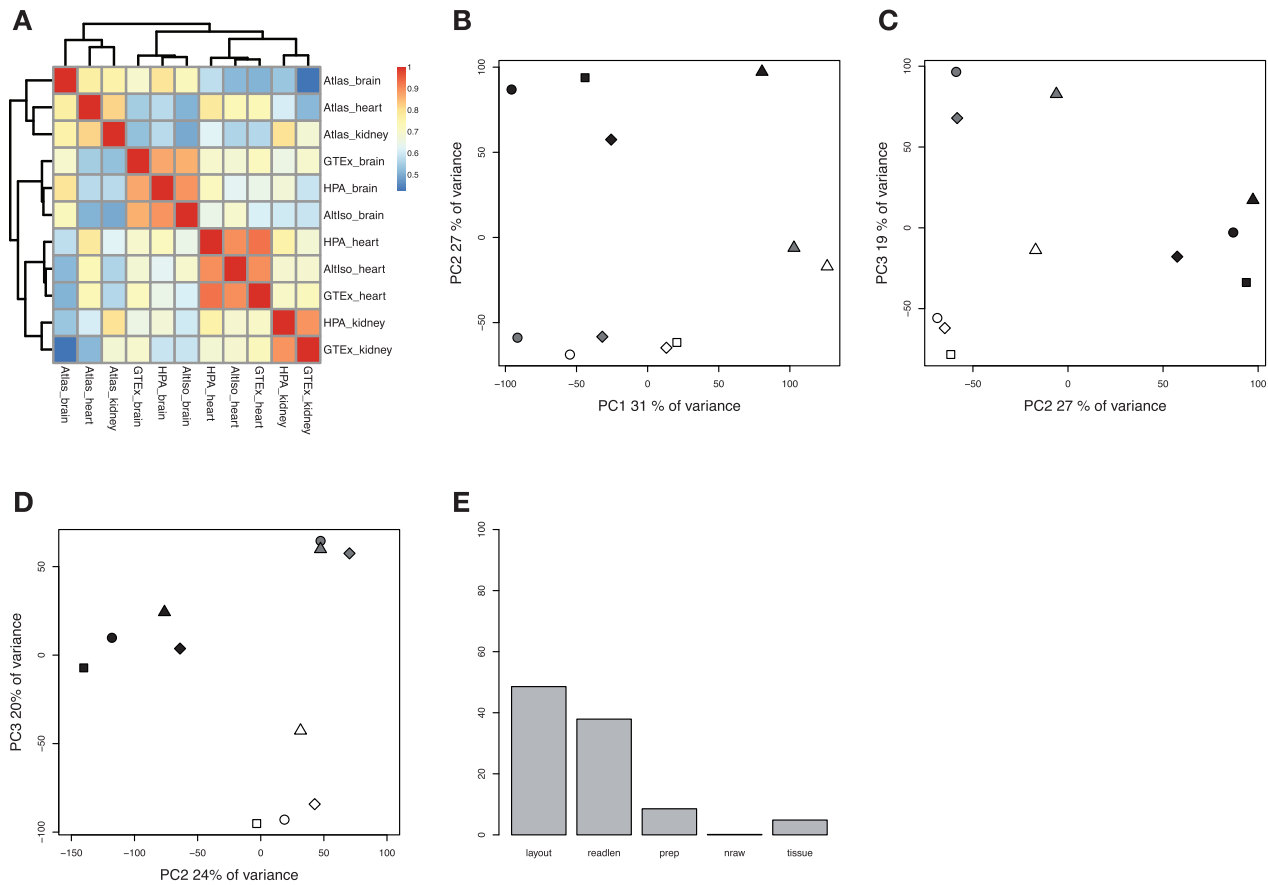 A
1
0.9
0.8
0.7
0.6
0.5
Atlas_brain
Atlas_heart
Atlas_kidney
GTEx_brain
HPA_brain
AltIso_brain
HPA_heart
AltIso_heart
GTEx_heart
HPA_kidney
GTEx_kidney
Atlas_brain
Atlas_heart
Atlas_kidney
GTEx_brain
HPA_brain
AltIso_brain
HPA_heart
AltIso_heart
GTEx_heart
HPA_kidney
GTEx_kidney
B
PC2 27 % of variance
100
50
0
−50
−100 −50 0 50 100
PC1 31 % of variance
C
PC3 19 % of variance
100
50
0
−50
−50 0 50 100
PC2 27 % of variance
D
PC3 20% of variance
50
0
−50
−100
−150 −100 −50 0 50 100
PC2 24% of variance
E
100
80
60
40
20
0
layout readlen prep nraw tissue